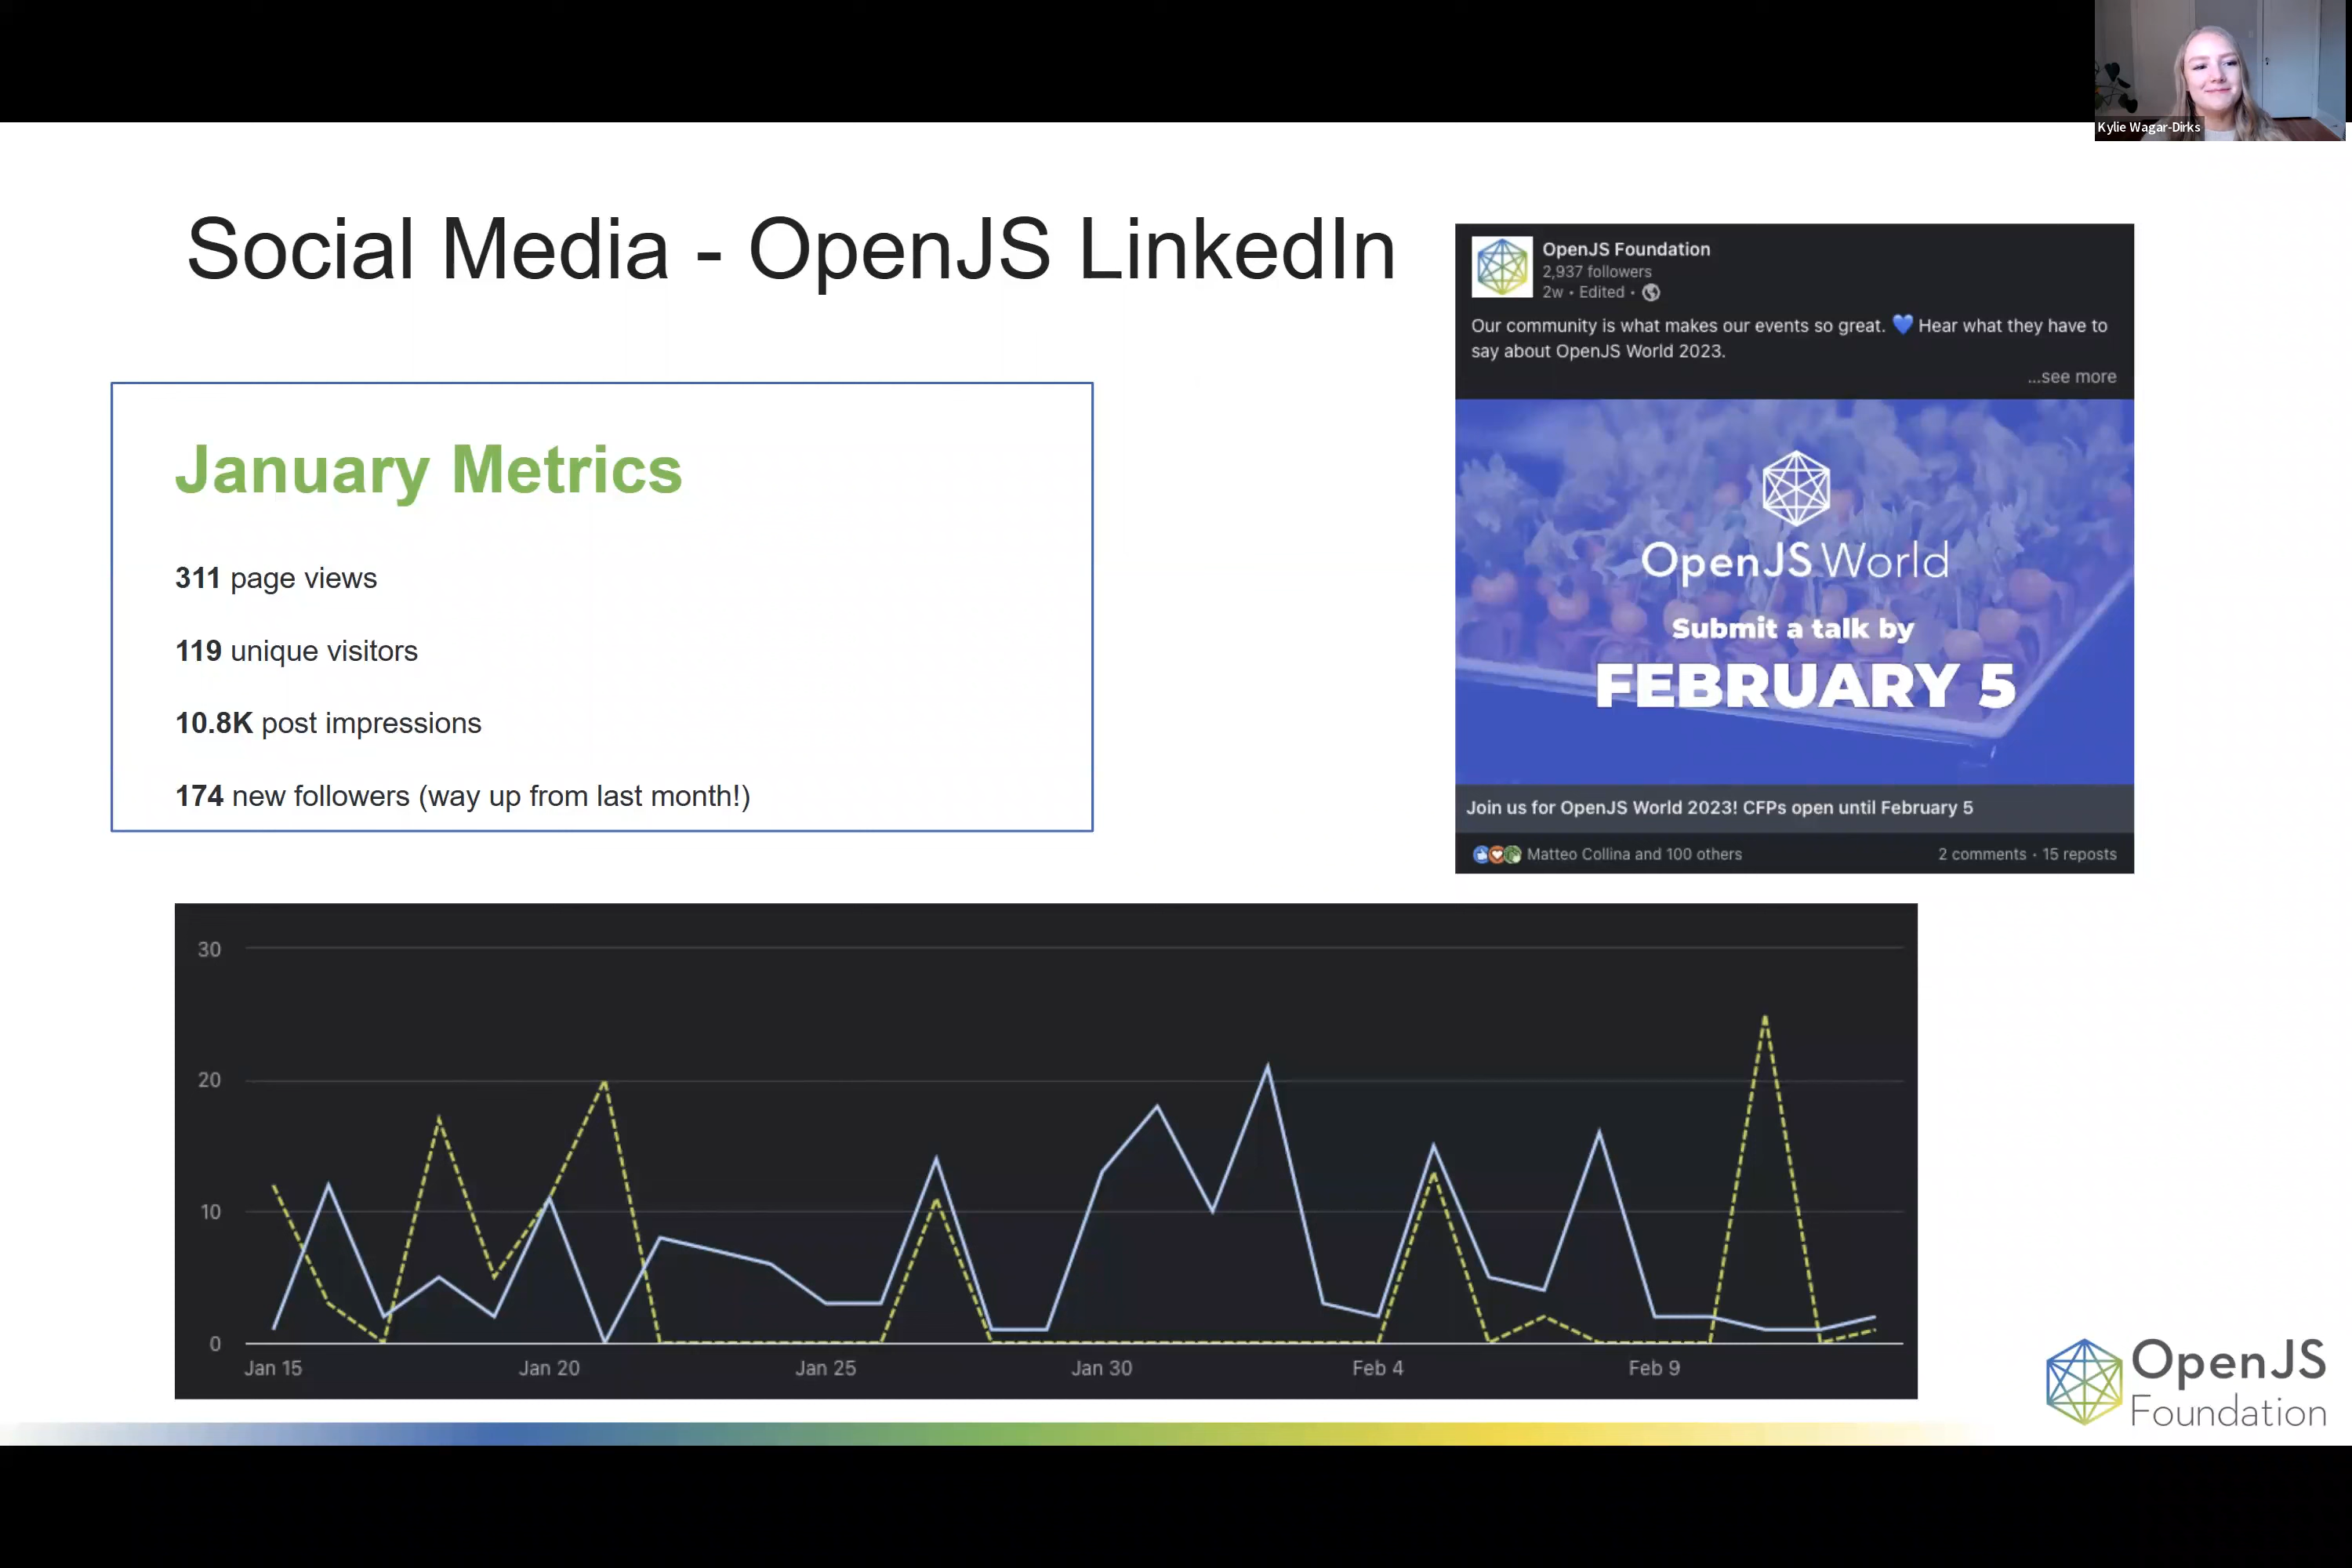 Kylie Wagar-Dirks
Social Media - OpenJS LinkedIn
January Metrics
311 page views
119 unique visitors
10.8K post impressions
174 new followers (way up from last month!)
OpenJS Foundation
2,937 followers
2w • Edited •
Our community is what makes our events so great. 💙 Hear what they have to
say about OpenJS World 2023.
...see more
OpenJS World
Submit a talk by
FEBRUARY 5
Join us for OpenJS World 2023! CFPs open until February 5
Matteo Collina and 100 others
2 comments • 15 reposts
30
20
10
0
Jan 15 Jan 20 Jan 25 Jan 30 Feb 4 Feb 9
OpenJS
Foundation